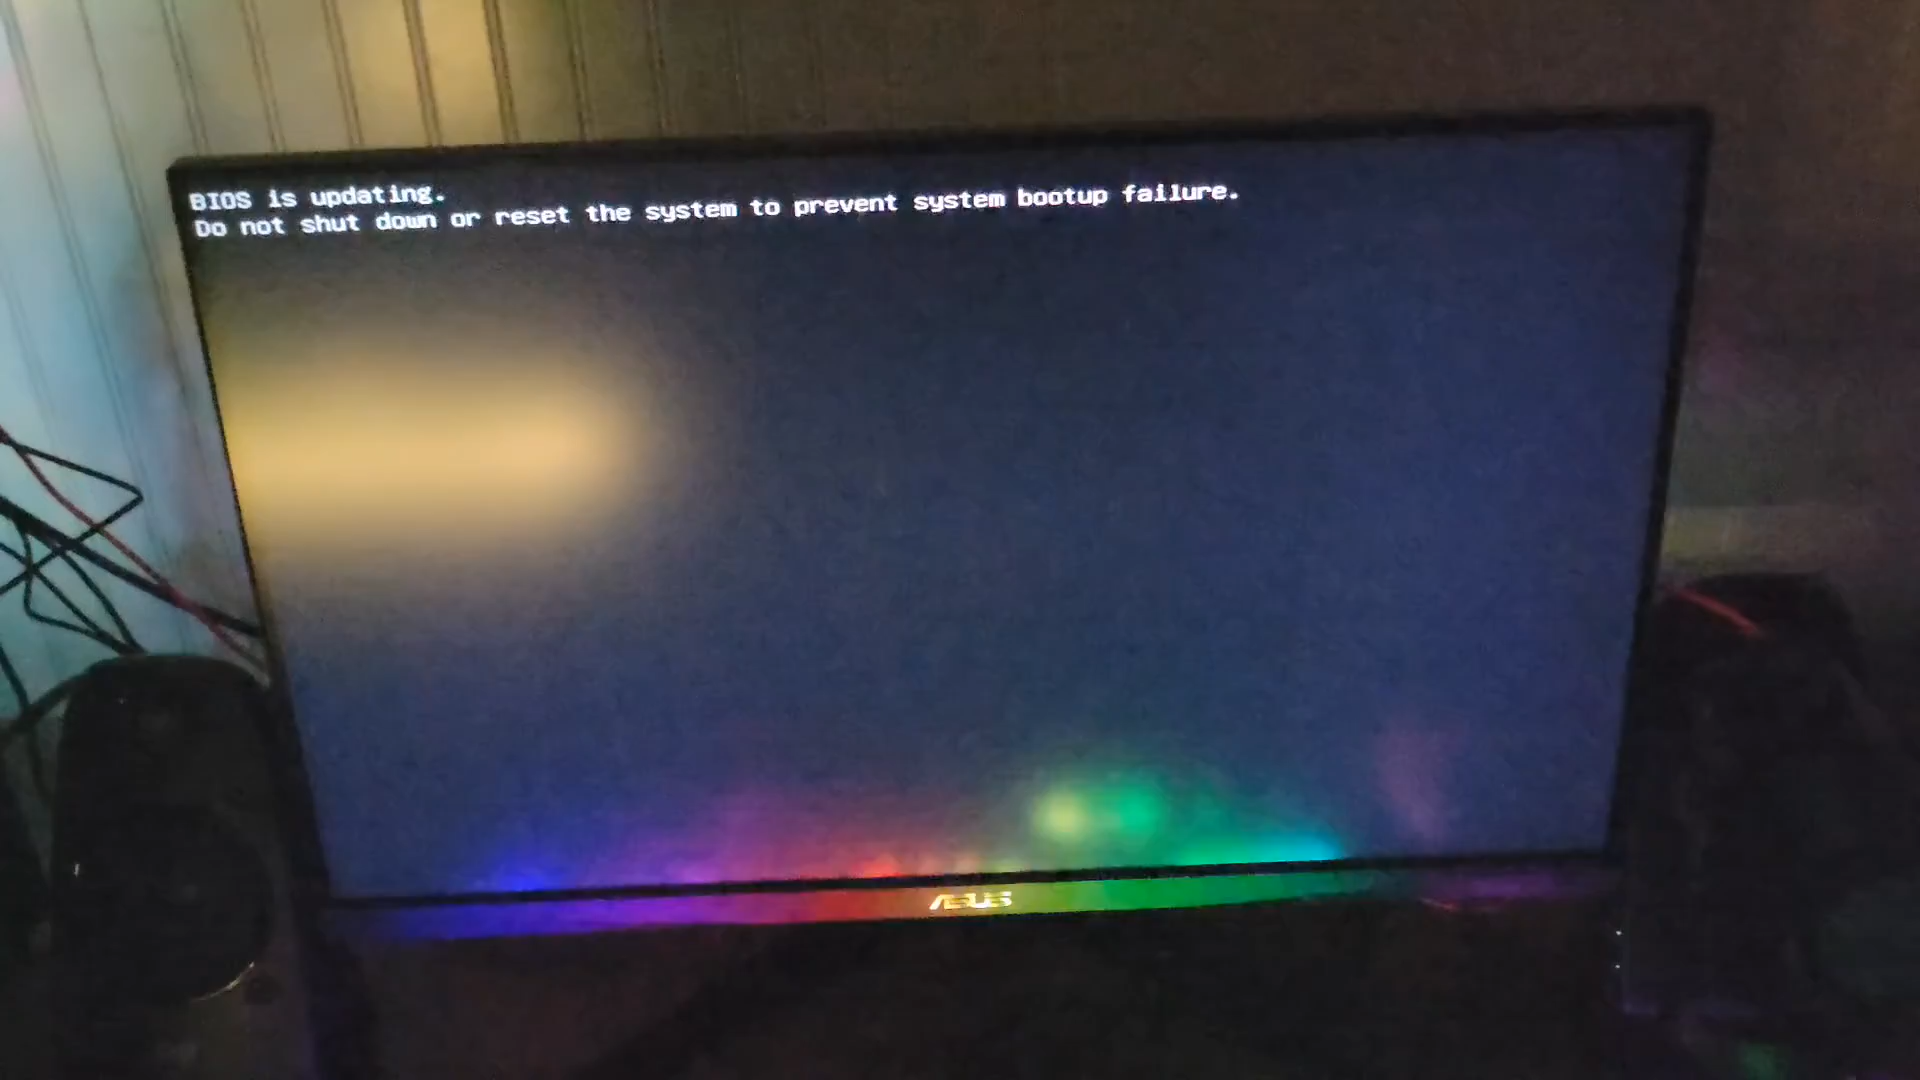 BIOS is updating.
Do not shut down or reset the system to prevent system bootup failure.
ASUS